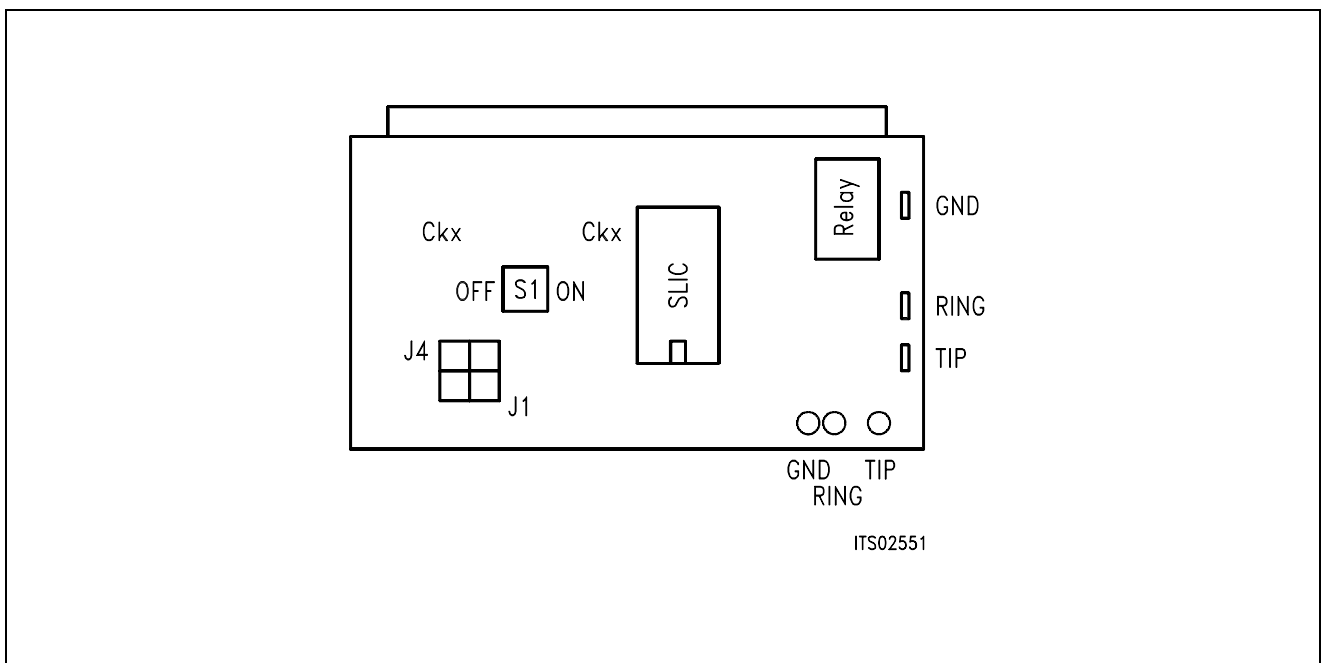 Relay
GND
Ckx
Ckx
SLIC
OFF S1 ON
RING
J4
TIP
J1
GND TIP
RING
ITS02551